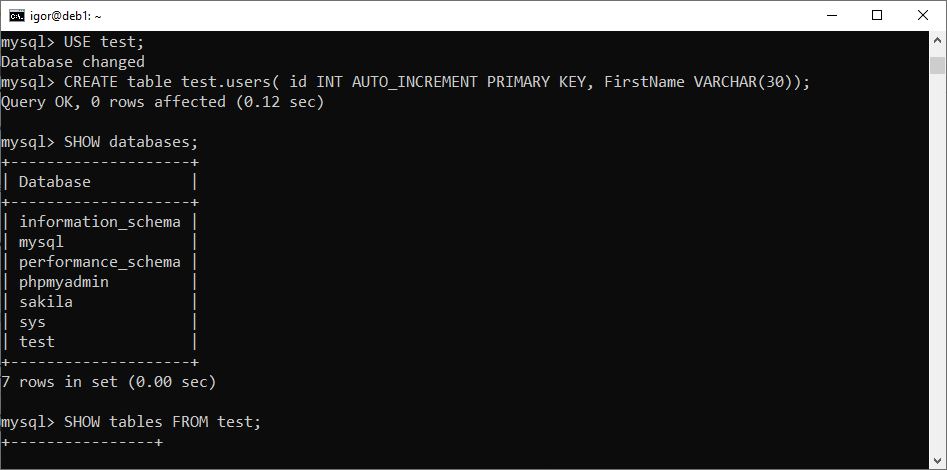 igor@deb1: ~
mysql> USE test;
Database changed
mysql> CREATE table test.users( id INT AUTO_INCREMENT PRIMARY KEY, FirstName VARCHAR(30));
Query OK, 0 rows affected (0.12 sec)
mysql> SHOW databases;
+--------------------+
| Database           |
+--------------------+
| information_schema |
| mysql              |
| performance_schema |
| phpmyadmin         |
| sakila             |
| sys                |
| test               |
+--------------------+
7 rows in set (0.00 sec)
mysql> SHOW tables FROM test;
+----------------+